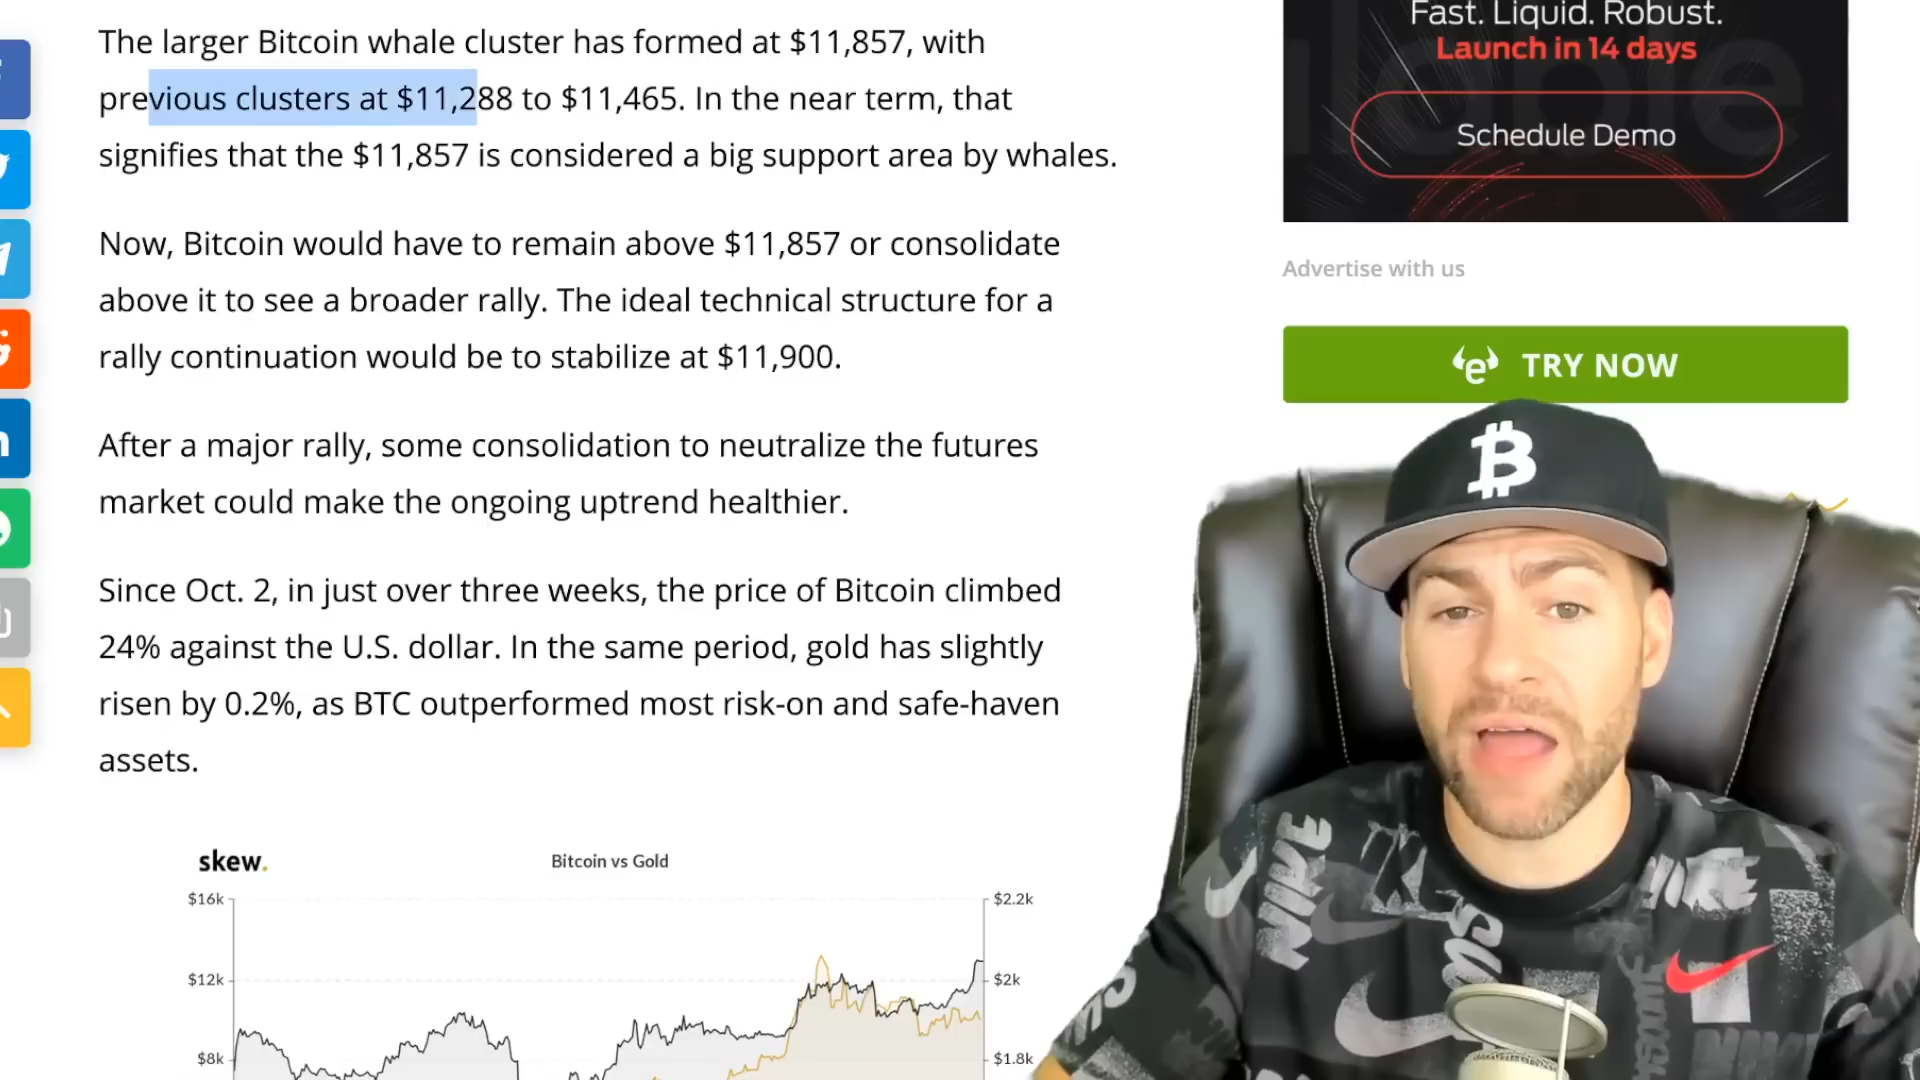 The larger Bitcoin whale cluster has formed at $11,857, with
previous clusters at $11,288 to $11,465. In the near term, that
signifies that the $11,857 is considered a big support area by whales.
Now, Bitcoin would have to remain above $11,857 or consolidate
above it to see a broader rally. The ideal technical structure for a
rally continuation would be to stabilize at $11,900.
After a major rally, some consolidation to neutralize the futures
market could make the ongoing uptrend healthier.
Since Oct. 2, in just over three weeks, the price of Bitcoin climbed
24% against the U.S. dollar. In the same period, gold has slightly
risen by 0.2%, as BTC outperformed most risk-on and safe-haven
assets.
skew.
Bitcoin vs Gold
$16k
$2.2k
$12k
$2k
$8k
$1.8k
Fast. Liquid. Robust.
Launch in 14 days
Schedule Demo
Advertise with us
e TRY NOW
NIKE
NIKE